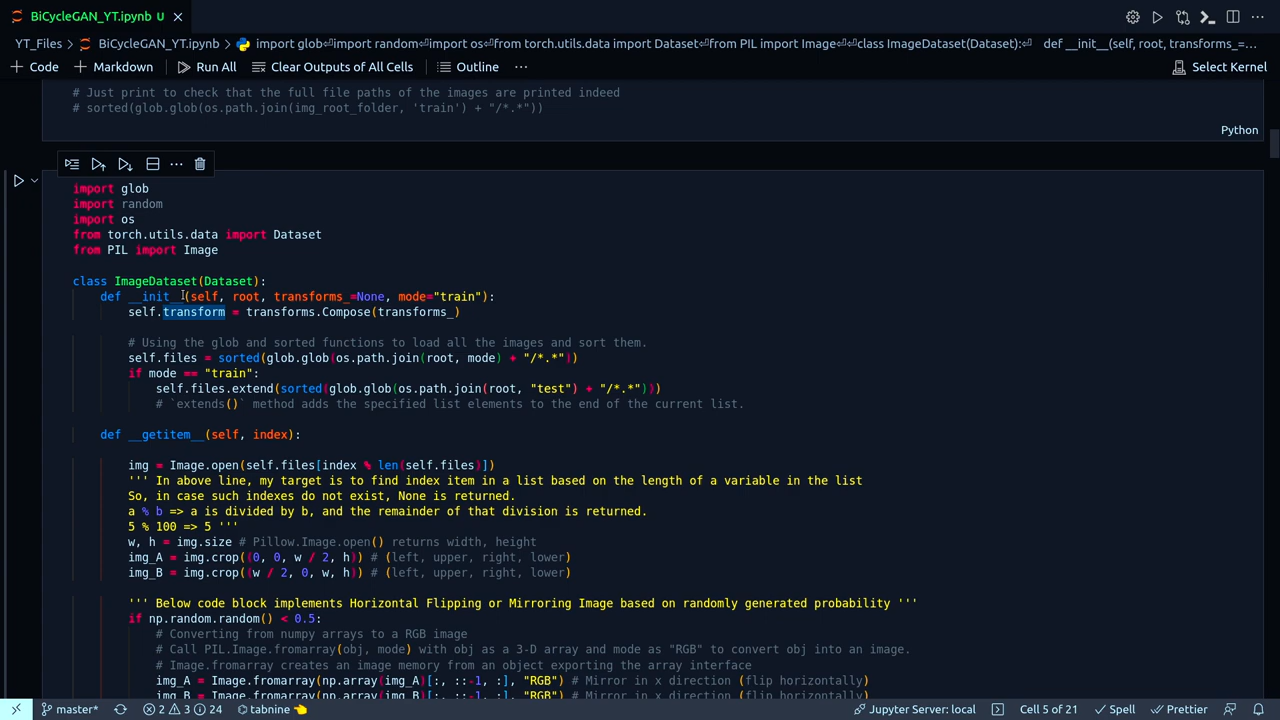 BiCycleGAN_YT.ipynb U
YT_Files > BiCycleGAN_YT.ipynb > import glob⏎import random⏎import os⏎from torch.utils.data import Dataset⏎from PIL import Image⏎⏎class ImageDataset(Dataset):⏎ def __init__(self, root, transforms_=...
+ Code + Markdown Run All Clear Outputs of All Cells Outline ... Select Kernel
# Just print to check that the full file paths of the images are printed indeed
# sorted(glob.glob(os.path.join(img_root_folder, 'train') + "/*.*"))
Python
import glob
import random
import os
from torch.utils.data import Dataset
from PIL import Image
class ImageDataset(Dataset):
def __init__(self, root, transforms_=None, mode="train"):
self.transform = transforms.Compose(transforms_)
# Using the glob and sorted functions to load all the images and sort them.
self.files = sorted(glob.glob(os.path.join(root, mode) + "/*.*"))
if mode == "train":
self.files.extend(sorted(glob.glob(os.path.join(root, "test") + "/*.*")))
# `extends()` method adds the specified list elements to the end of the current list.
def __getitem__(self, index):
img = Image.open(self.files[index % len(self.files)])
''' In above line, my target is to find index item in a list based on the length of a variable in the list
So, in case such indexes do not exist, None is returned.
a % b => a is divided by b, and the remainder of that division is returned.
5 % 100 => 5 '''
w, h = img.size # Pillow.Image.open() returns width, height
img_A = img.crop((0, 0, w / 2, h)) # (left, upper, right, lower)
img_B = img.crop((w / 2, 0, w, h)) # (left, upper, right, lower)
''' Below code block implements Horizontal Flipping or Mirroring Image based on randomly generated probability '''
if np.random.random() < 0.5:
# Converting from numpy arrays to a RGB image
# Call PIL.Image.fromarray(obj, mode) with obj as a 3-D array and mode as "RGB" to convert obj into an image.
# Image.fromarray creates an image memory from an object exporting the array interface
img_A = Image.fromarray(np.array(img_A)[:, ::-1, :], "RGB") # Mirror in x direction (flip horizontally)
img_B = Image.fromarray(np.array(img_B)[:, ::-1, :], "RGB") # Mirror in x direction (flip horizontally)
master* 2 3 24 tabnine Jupyter Server: local Cell 5 of 21 Spell Prettier